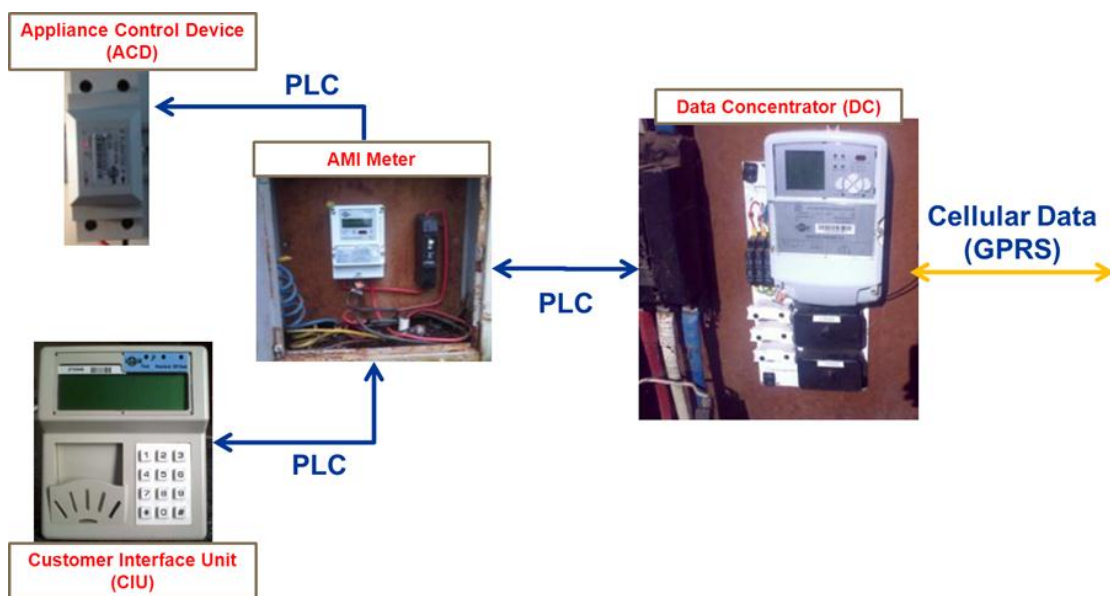 Appliance Control Device
(ACD)
PLC
Data Concentrator (DC)
AMI Meter
Cellular Data
(GPRS)
PLC
PLC
1 2 3
4 5 6
7 8 9
* 0 #
Customer Interface Unit
(CIU)